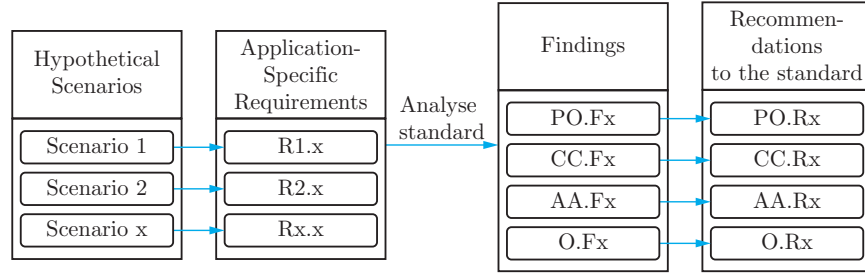 Hypothetical
Scenarios
Scenario 1
Scenario 2
Scenario x
Application-
Specific
Requirements
R1.x
R2.x
Rx.x
Analyse
standard
Findings
PO.Fx
CC.Fx
AA.Fx
O.Fx
Recommen-
dations
to the standard
PO.Rx
CC.Rx
AA.Rx
O.Rx